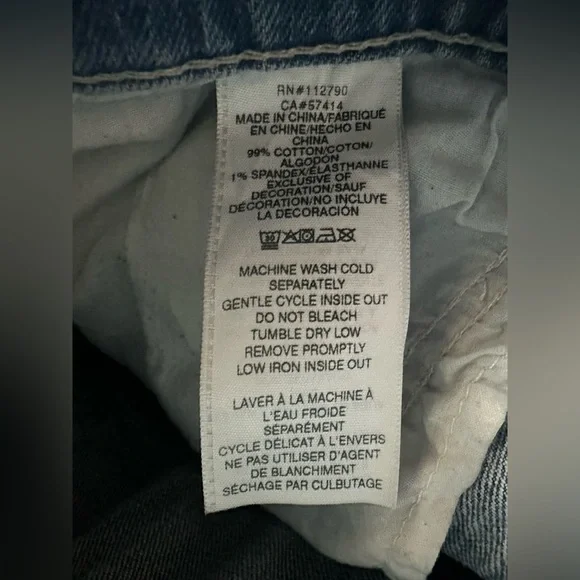 RN#112790
CA#57414
MADE IN CHINA/FABRIQUÉ
EN CHINE/HECHO EN
CHINA
99% COTTON/COTON/
ALGODON
1% SPANDEX/ÉLASTHANNE
EXCLUSIVE OF
DECORATION/SAUF
DÉCORATION/NO INCLUYE
LA DECORACIÓN
30
MACHINE WASH COLD
SEPARATELY
GENTLE CYCLE INSIDE OUT
DO NOT BLEACH
TUMBLE DRY LOW
REMOVE PROMPTLY
LOW IRON INSIDE OUT
LAVER À LA MACHINE À
L'EAU FROIDE
SÉPARÉMENT
CYCLE DÉLICAT À L'ENVERS
NE PAS UTILISER D'AGENT
DE BLANCHIMENT
SÉCHAGE PAR CULBUTAGE